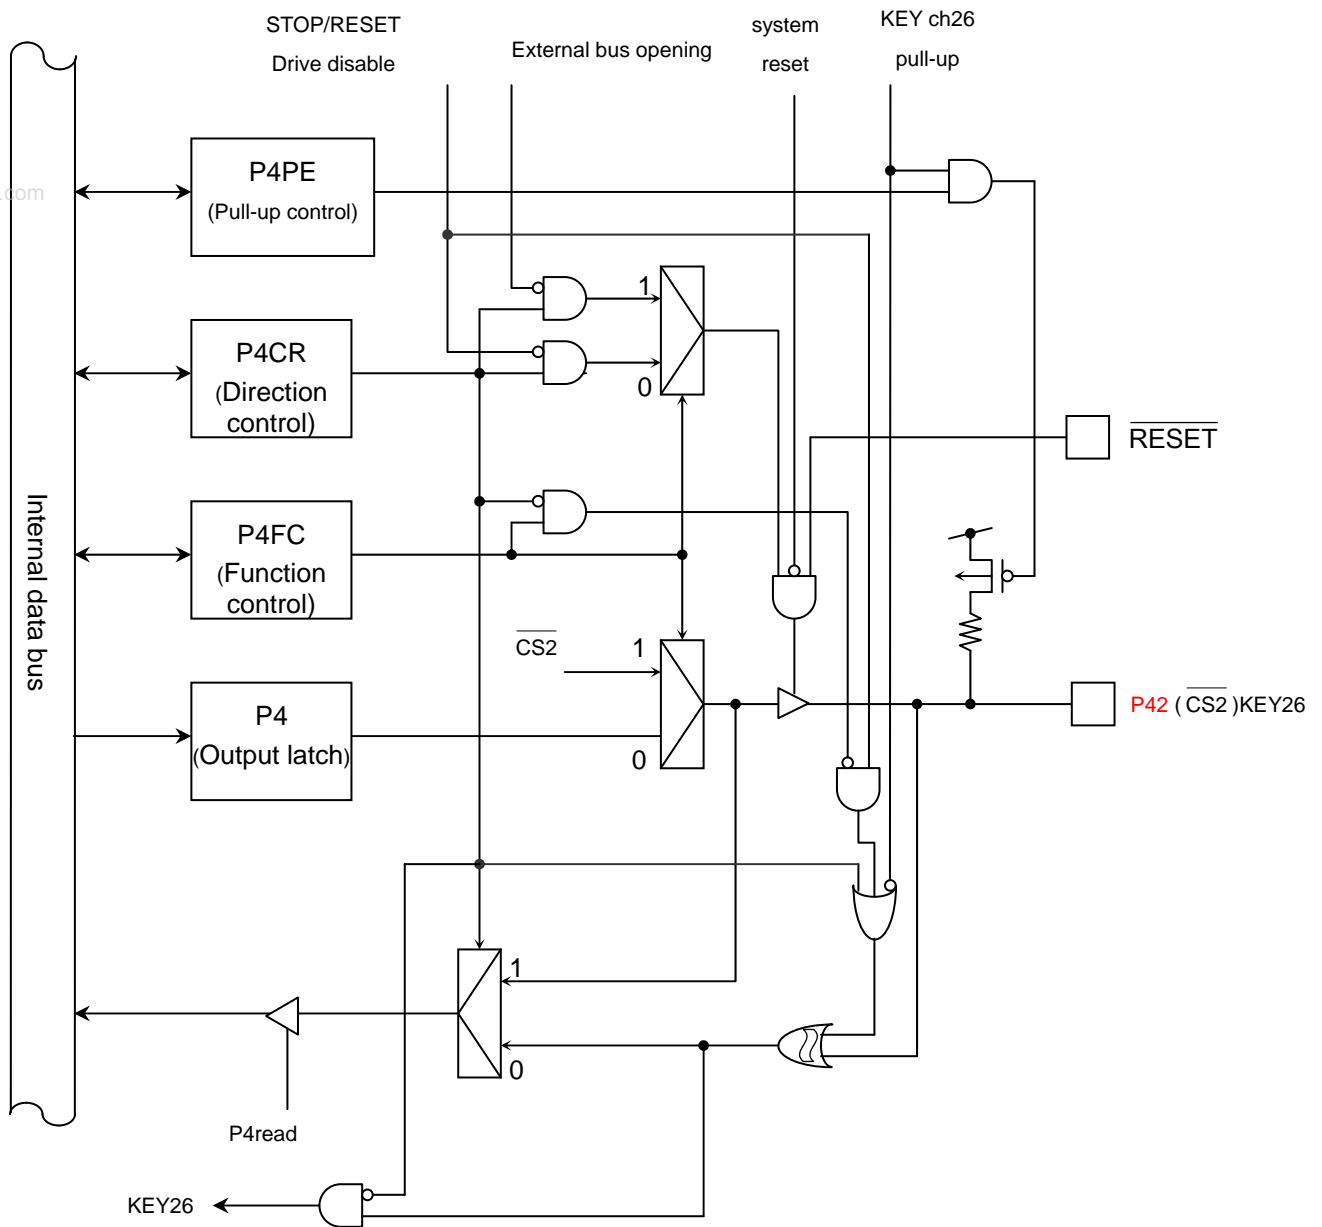 STOP/RESET
Drive disable
External bus opening
system
reset
KEY ch26
pull-up
.com
P4PE
(Pull-up control)
1
P4CR
(Direction
control)
0
RESET
Internal data bus
P4FC
(Function
control)
CS2
1
P4
(Output latch)
0
P42 (CS2)KEY26
1
0
P4read
KEY26